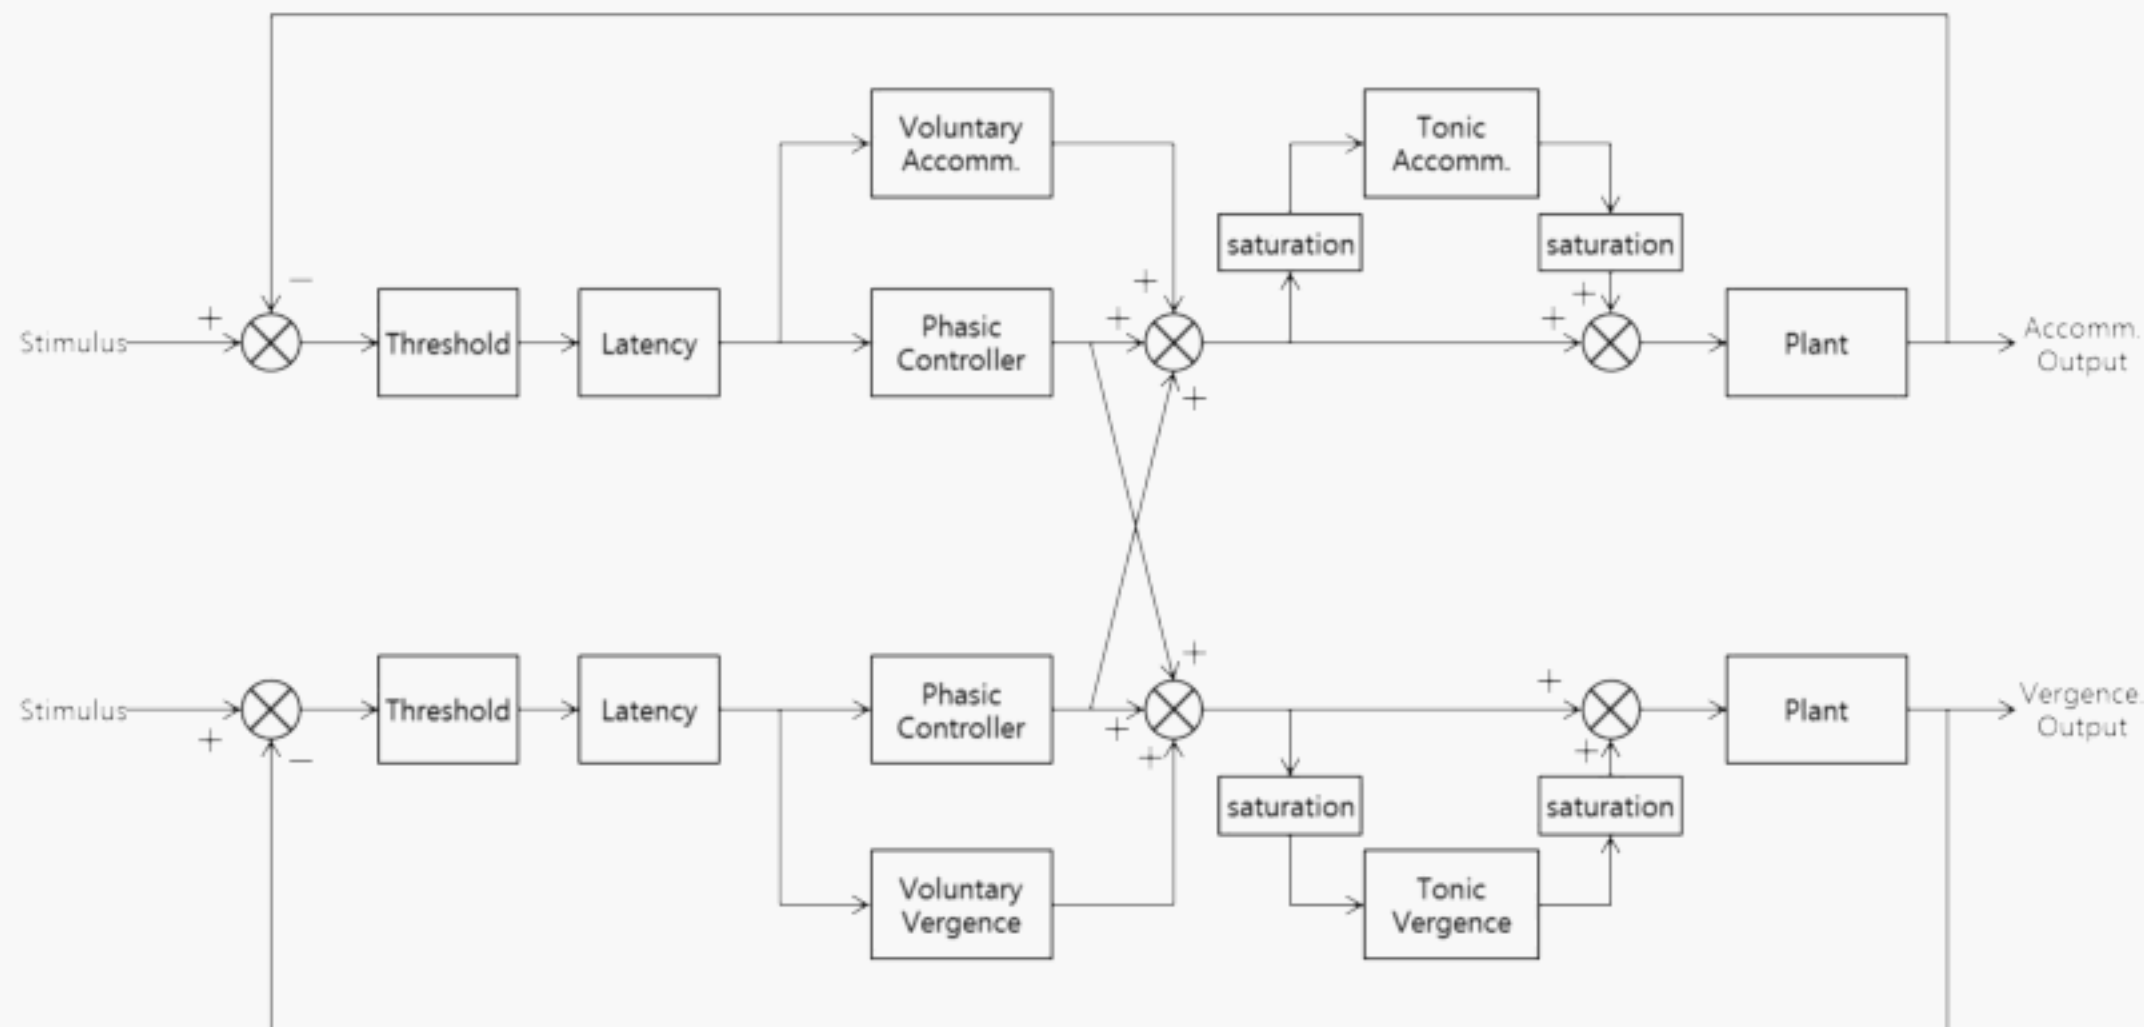 Voluntary
Accomm.
Tonic
Accomm.
saturation
saturation
−
+
+
+
+
+
Stimulus
Threshold
Latency
Phasic
Controller
Plant
Accomm.
Output
+
+
+
Stimulus
Threshold
Latency
Phasic
Controller
Plant
Vergence.
Output
+
+
+
+
−
saturation
saturation
Voluntary
Vergence
Tonic
Vergence